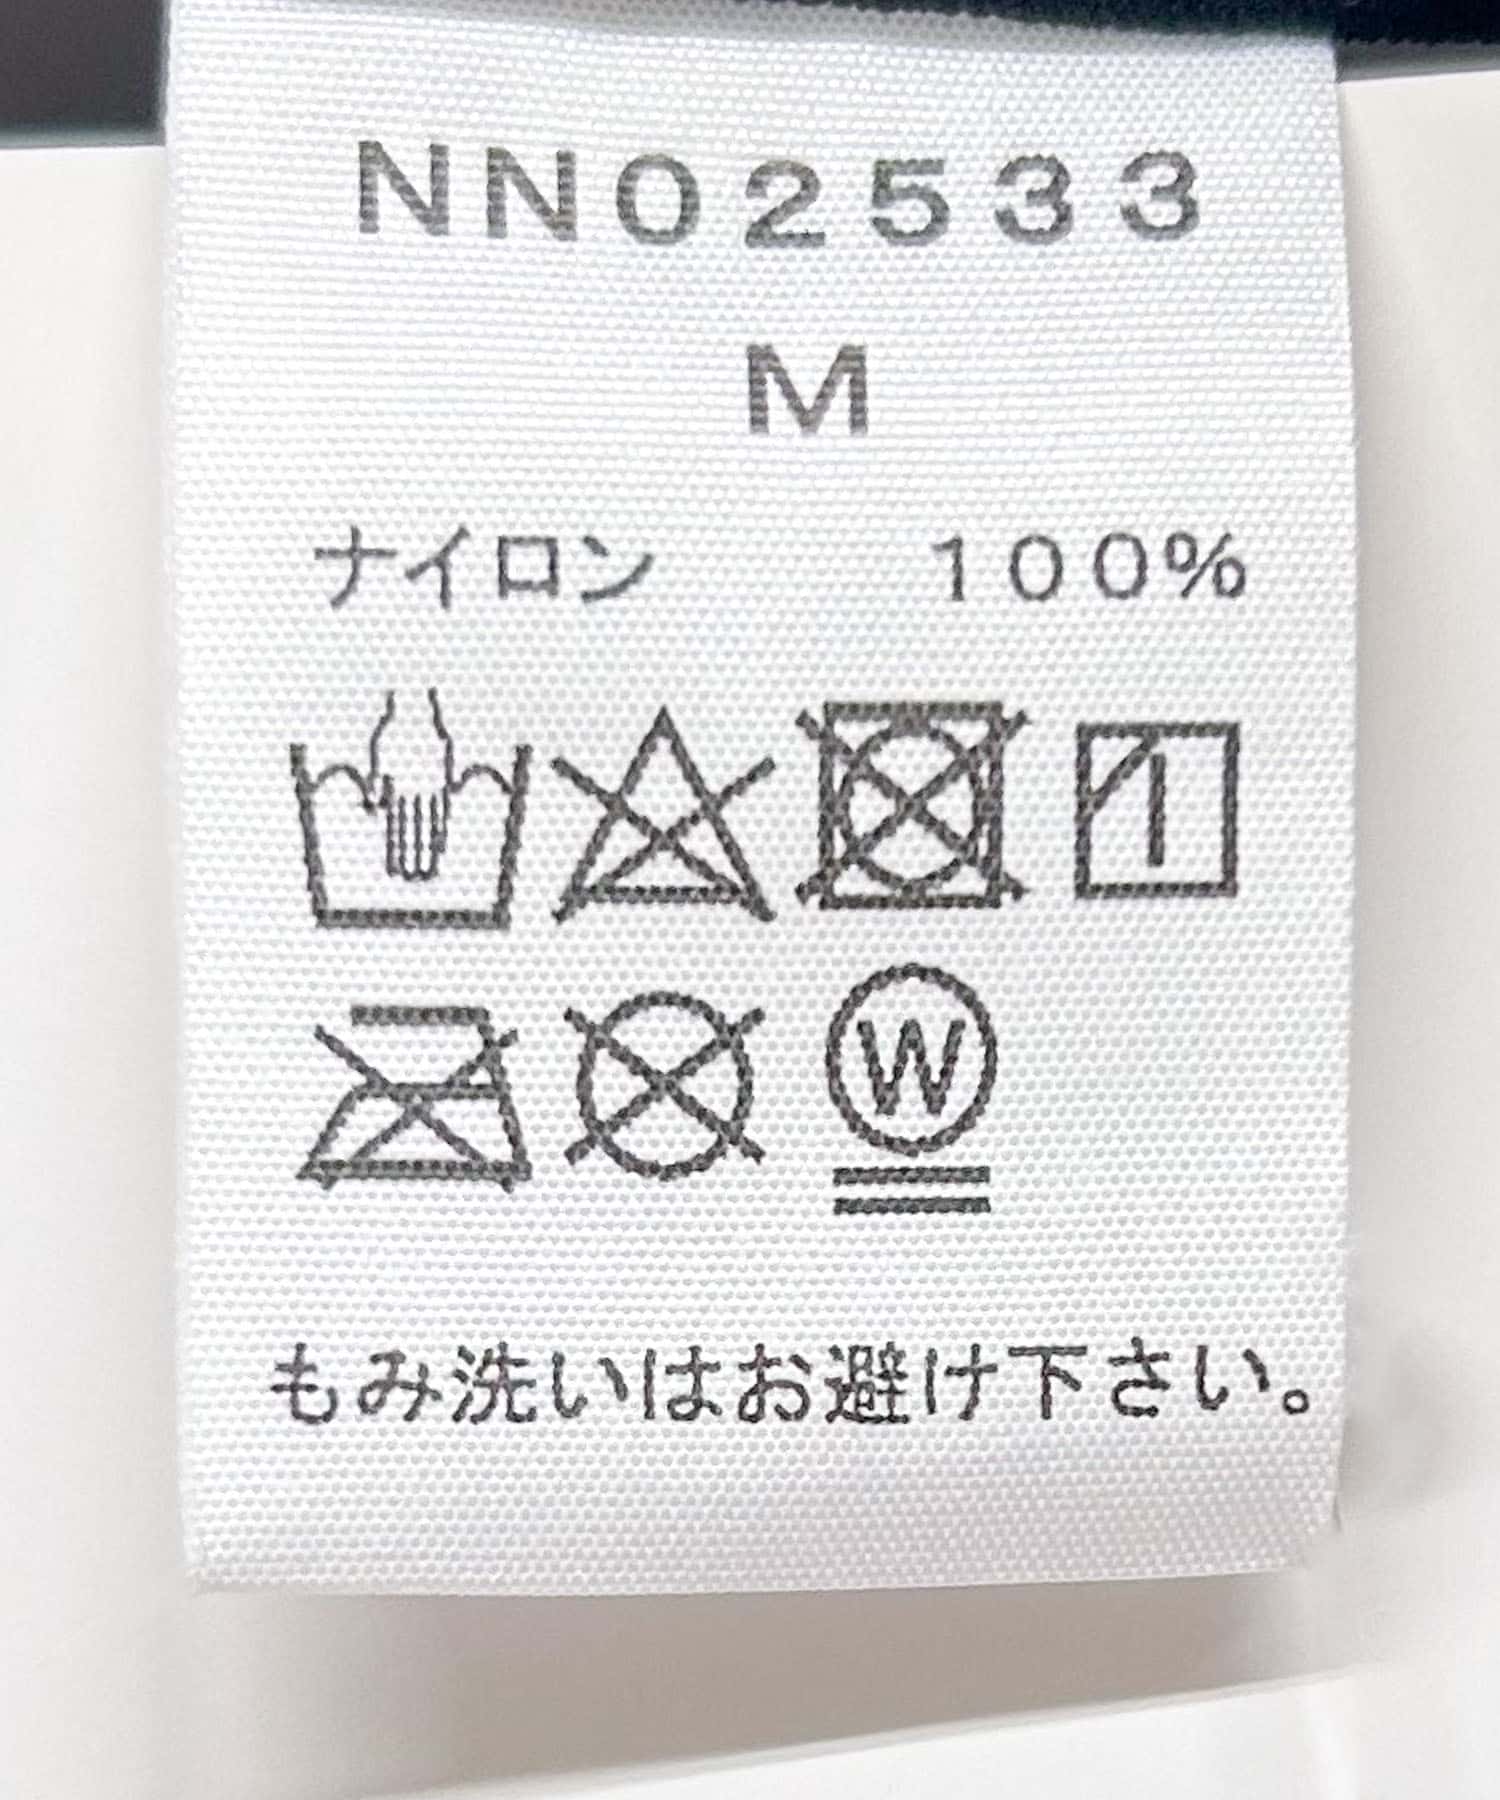 NN02533
M
ナイロン 100%
W
もみ洗いはお避け下さい。